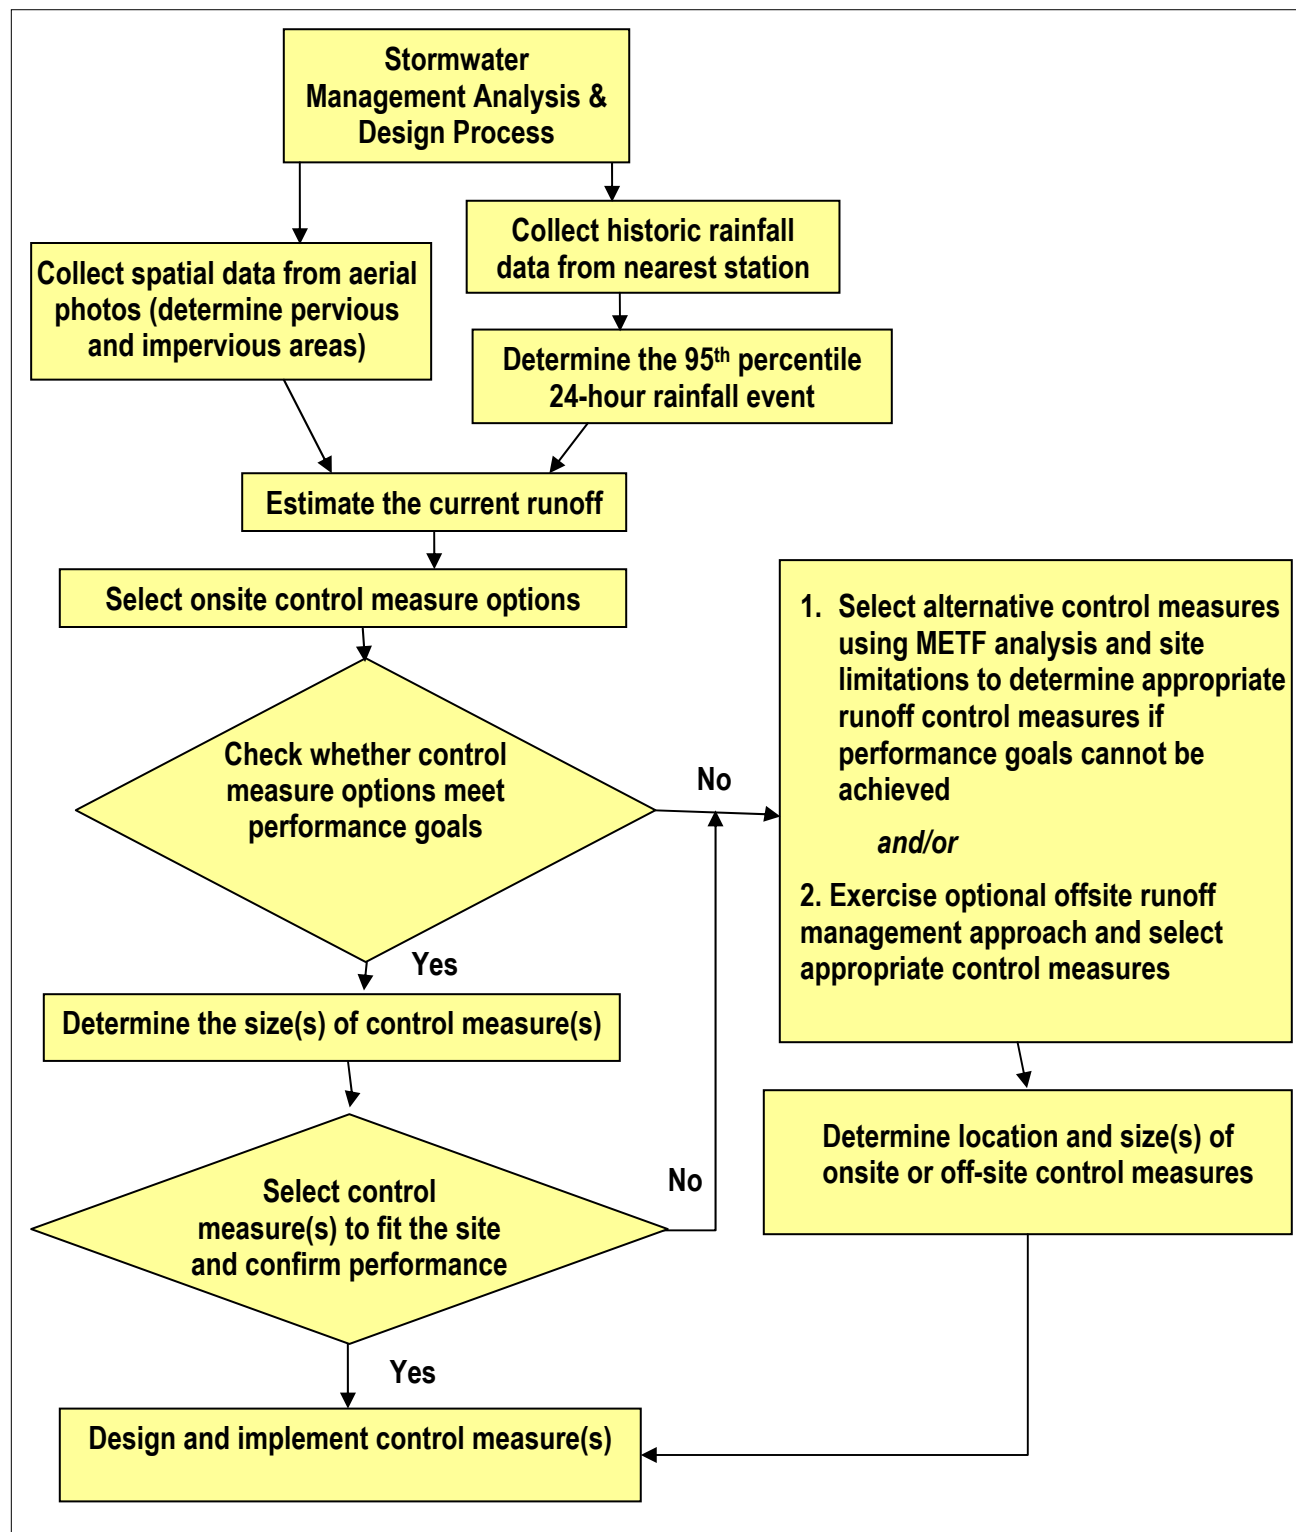 Stormwater
Management Analysis &
Design Process
Collect historic rainfall
data from nearest station
Collect spatial data from aerial
photos (determine pervious
and impervious areas)
Determine the 95th percentile
24-hour rainfall event
Estimate the current runoff
Select onsite control measure options
Check whether control
measure options meet
performance goals
No
Yes
1. Select alternative control measures
using METF analysis and site
limitations to determine appropriate
runoff control measures if
performance goals cannot be
achieved
and/or
2. Exercise optional offsite runoff
management approach and select
appropriate control measures
Determine the size(s) of control measure(s)
Select control
measure(s) to fit the site
and confirm performance
No
Yes
Determine location and size(s) of
onsite or off-site control measures
Design and implement control measure(s)